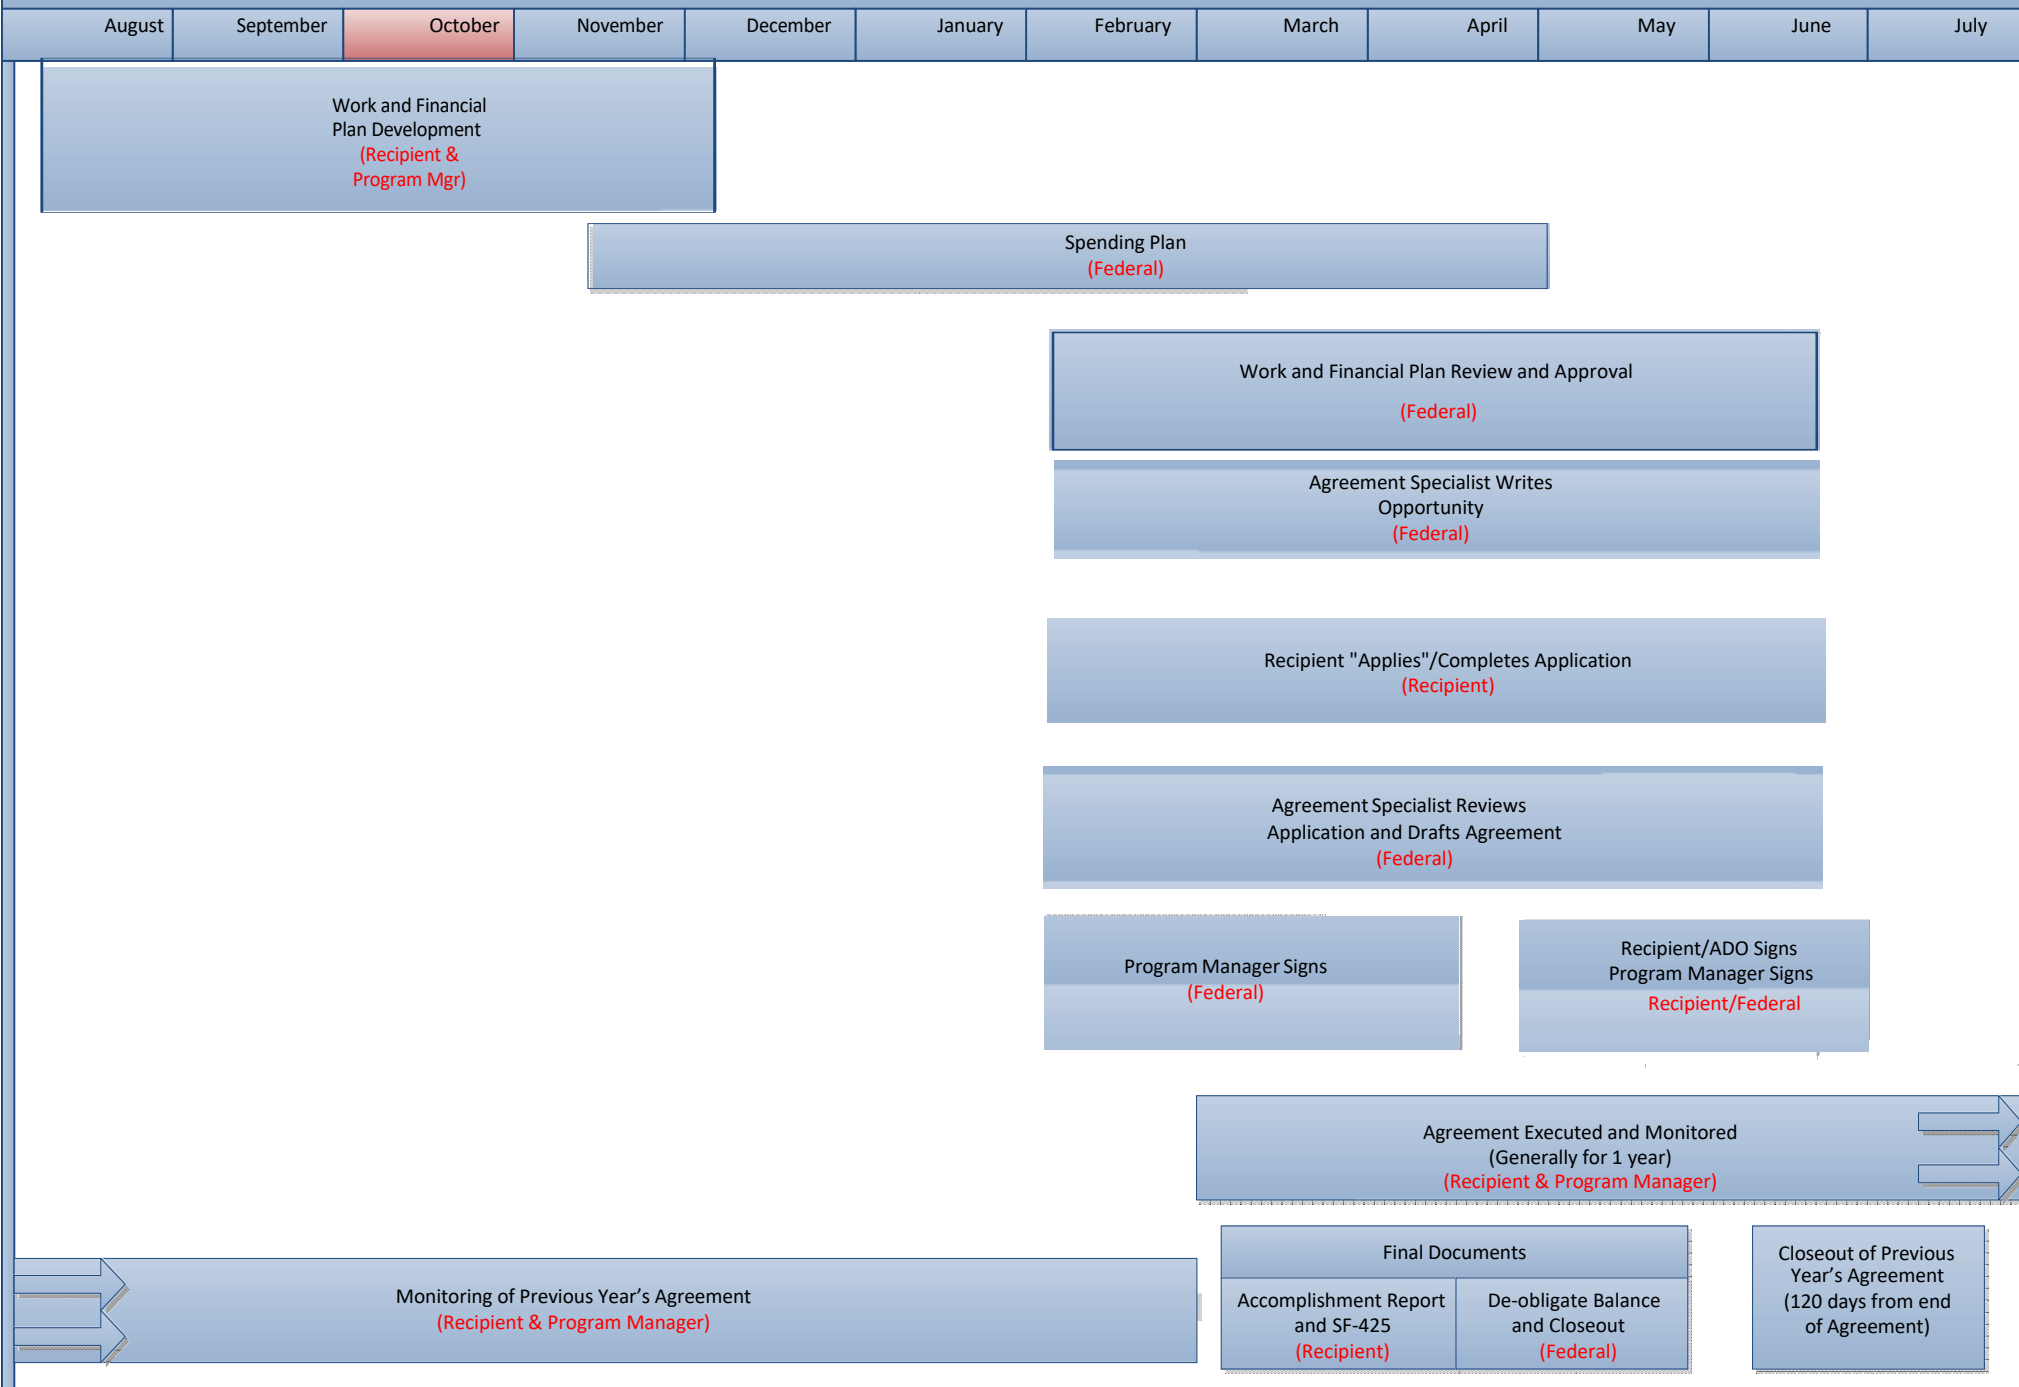 August September October November December January February March April May June July
Work and Financial
Plan Development
(Recipient &
Program Mgr)
Spending Plan
(Federal)
Work and Financial Plan Review and Approval
(Federal)
Agreement Specialist Writes
Opportunity
(Federal)
Recipient "Applies"/Completes Application
(Recipient)
Agreement Specialist Reviews
Application and Drafts Agreement
(Federal)
Program Manager Signs
(Federal)
Recipient/ADO Signs
Program Manager Signs
Recipient/Federal
Agreement Executed and Monitored
(Generally for 1 year)
(Recipient & Program Manager)
Monitoring of Previous Year’s Agreement
(Recipient & Program Manager)
Final Documents
Accomplishment Report
and SF-425
(Recipient)
De-obligate Balance
and Closeout
(Federal)
Closeout of Previous
Year’s Agreement
(120 days from end
of Agreement)